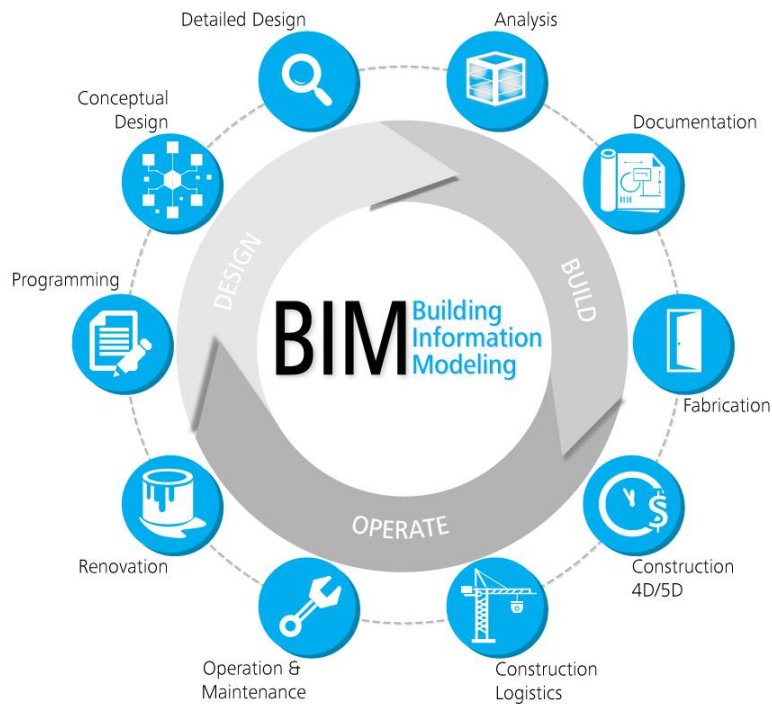 Detailed Design
Analysis
Conceptual
Design
Documentation
Programming
DESIGN
BUILD
BIM
Building
Information
Modeling
Fabrication
OPERATE
Renovation
Construction
4D/5D
Operation &
Maintenance
Construction
Logistics